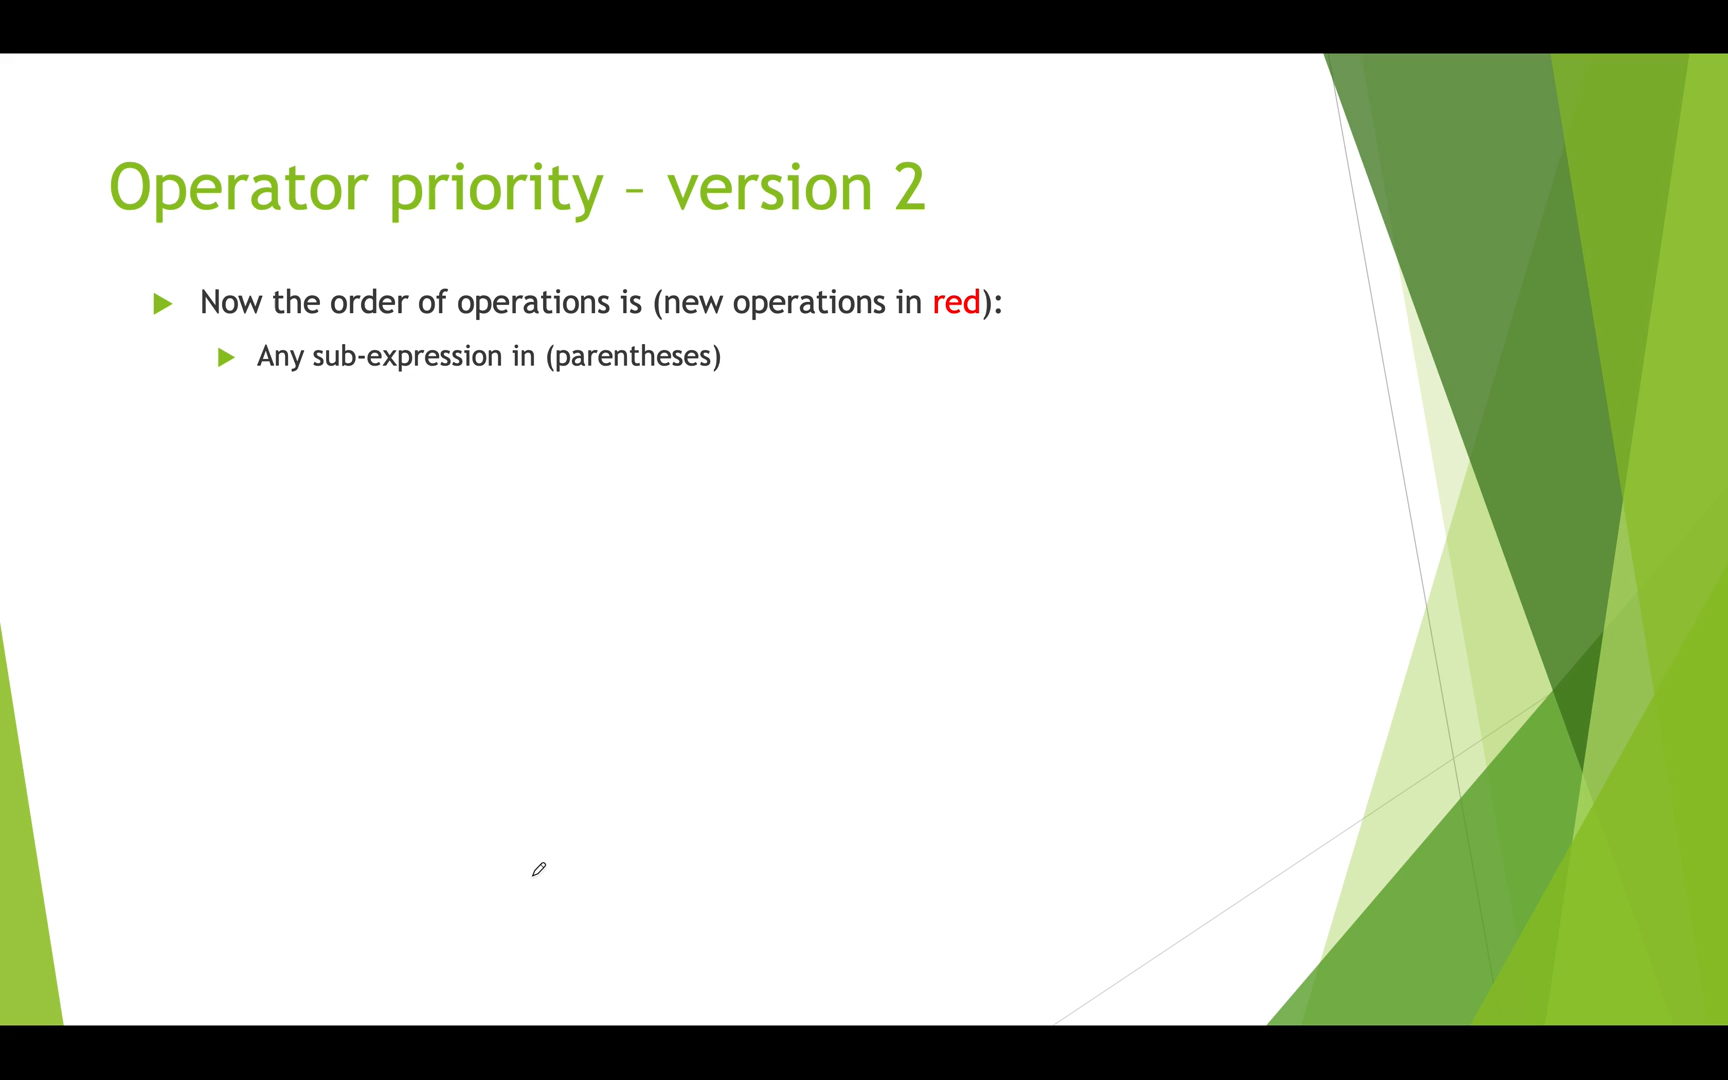 Operator priority – version 2
Now the order of operations is (new operations in red):
Any sub-expression in (parentheses)